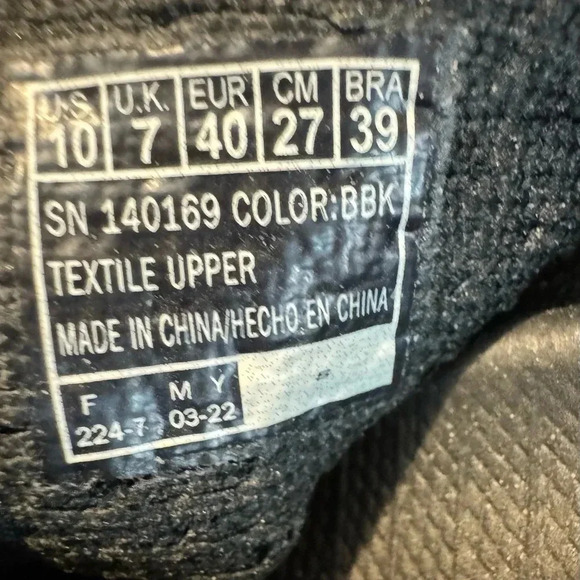 U.S. U.K. EUR CM BRA
10 7 40 27 39
SN 140169 COLOR:BBK
TEXTILE UPPER
MADE IN CHINA/HECHO EN CHINA
F M Y
224-7 03-22